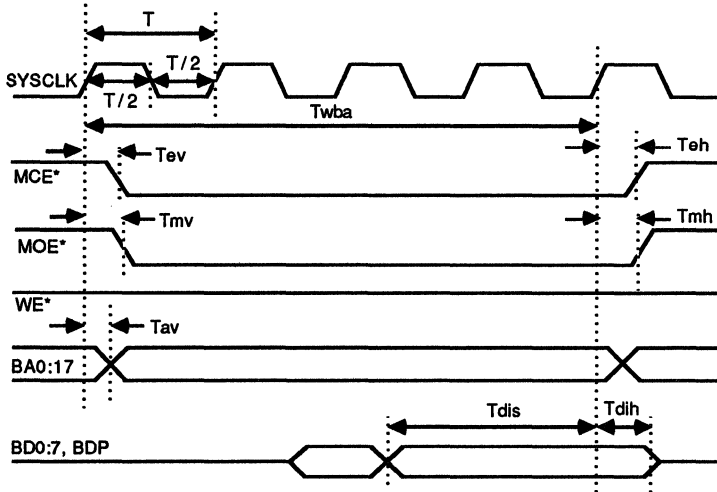 T
T/2
SYSCLK
T/2
Twba
Tev
Teh
MCE*
Tmv
Tmh
MOE*
WE*
Tav
BA0:17
Tdis
Tdih
BD0:7, BDP